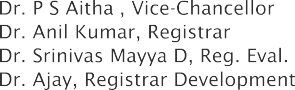 Dr. P S Aitha , Vice-Chancellor
Dr. Anil Kumar, Registrar
Dr. Srinivas Mayya D, Reg. Eval.
Dr. Ajay, Registrar Development